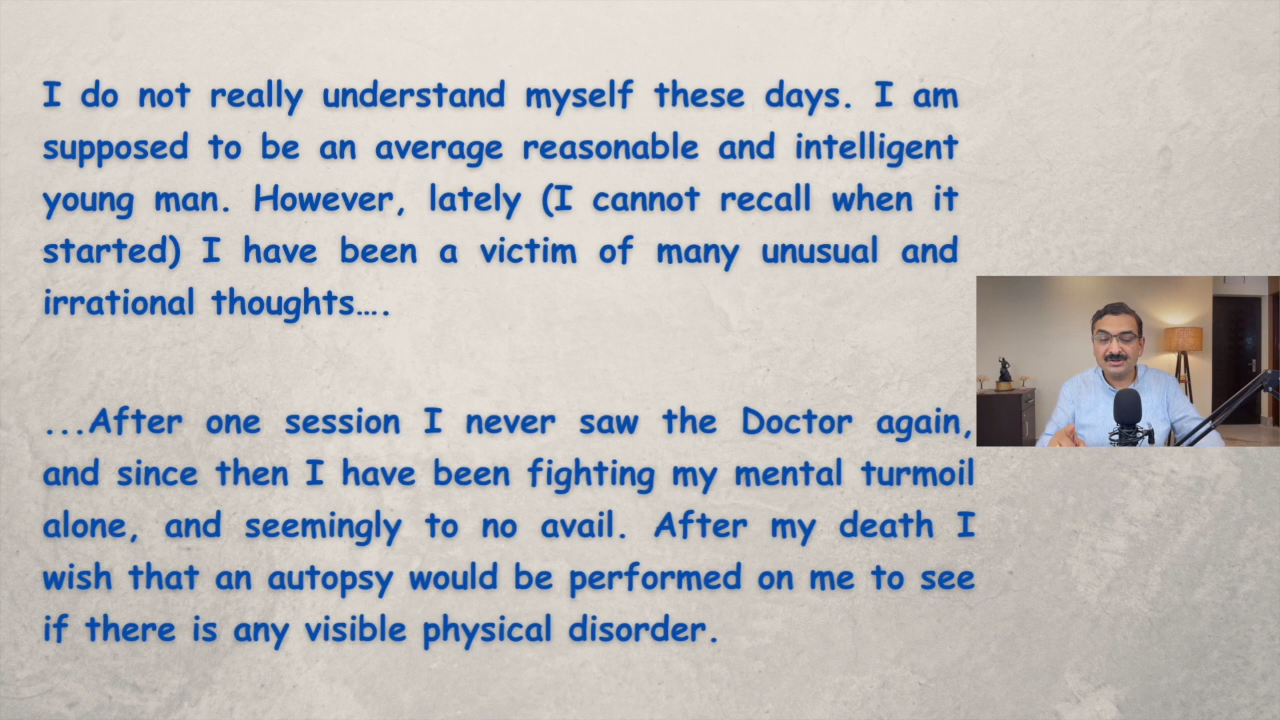 I do not really understand myself these days. I am
supposed to be an average reasonable and intelligent
young man. However, lately (I cannot recall when it
started) I have been a victim of many unusual and
irrational thoughts....
...After one session I never saw the Doctor again,
and since then I have been fighting my mental turmoil
alone, and seemingly to no avail. After my death I
wish that an autopsy would be performed on me to see
if there is any visible physical disorder.